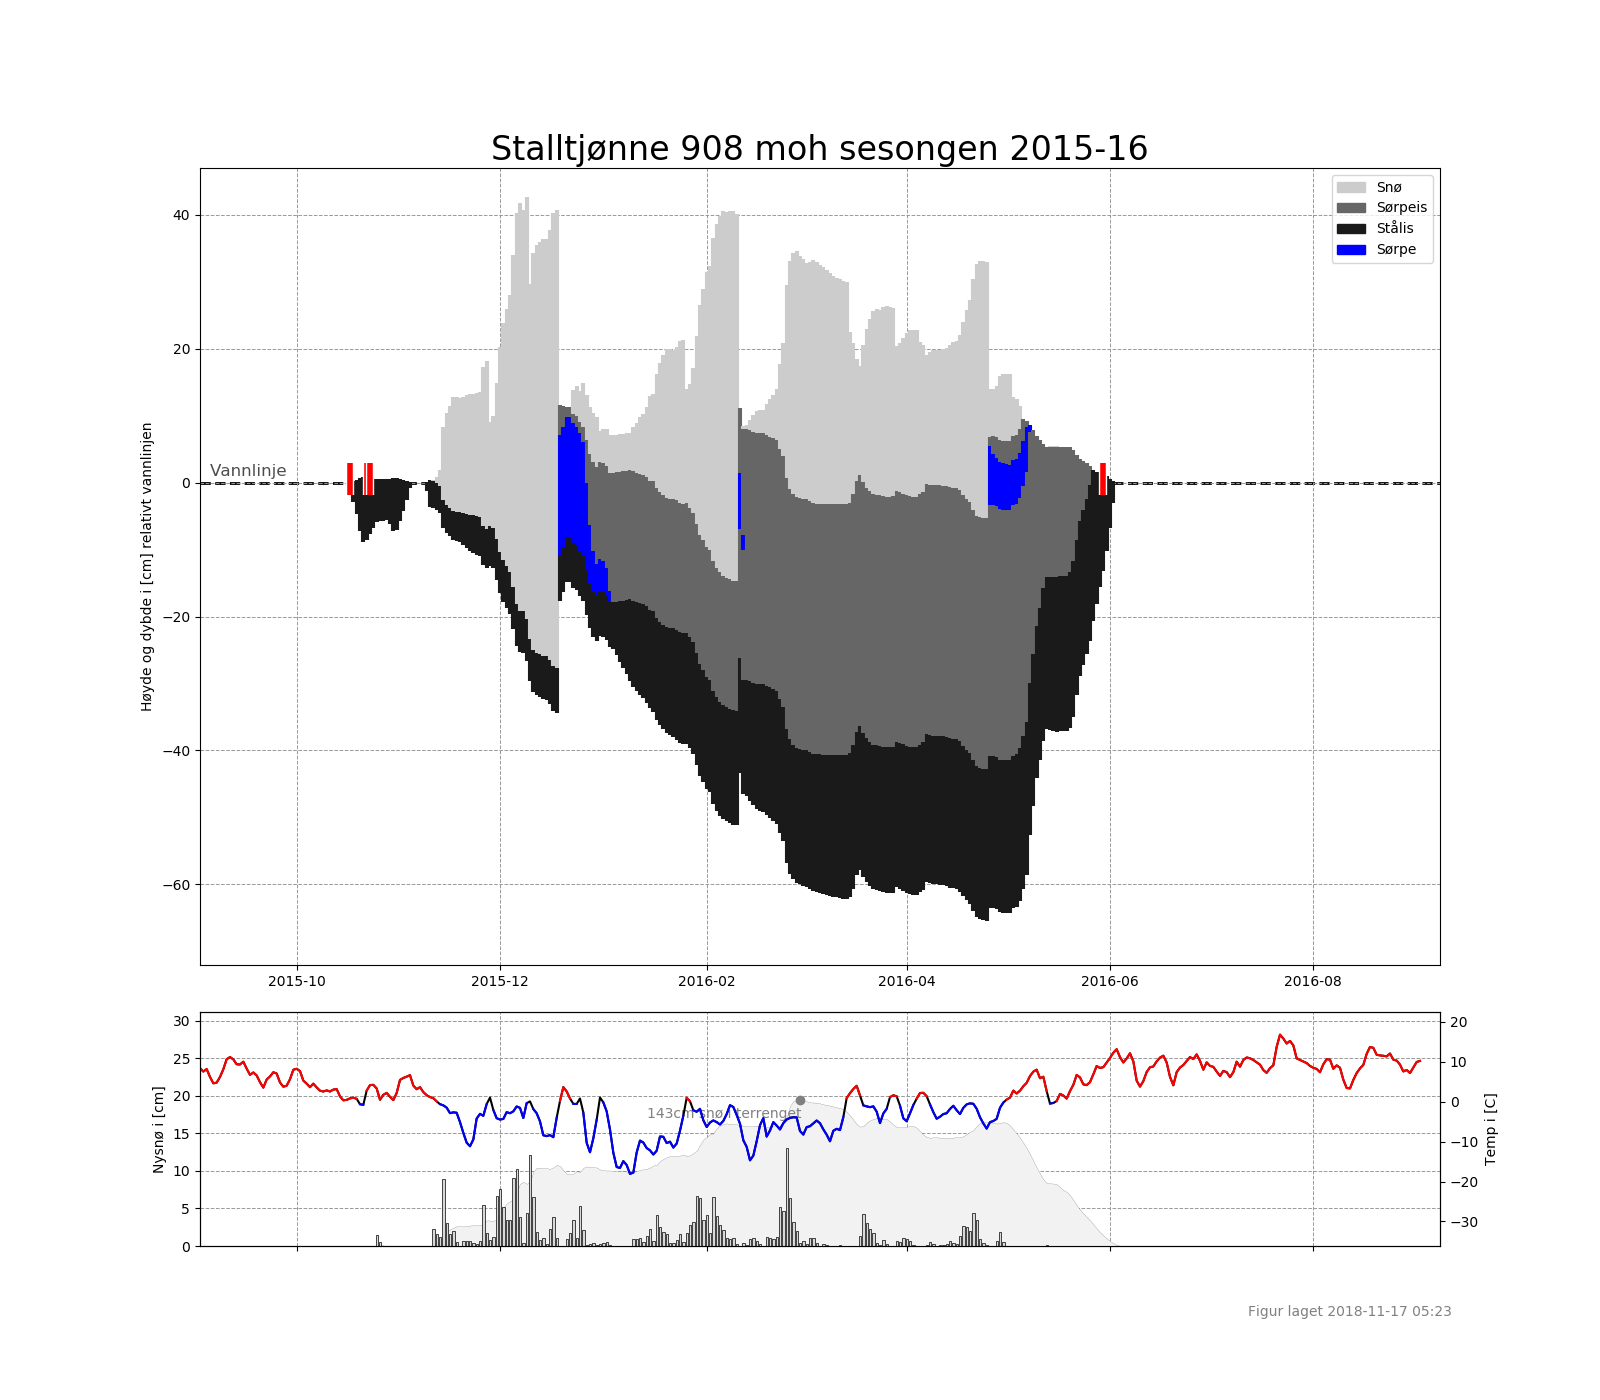 Stalltjønne 908 moh sesongen 2015-16
Snø
Sørpeis
Stålis
Sørpe
40
20
0
−20
−40
−60
Høyde og dybde i [cm] relativt vannlinjen
Vannlinje
2015-10
2015-12
2016-02
2016-04
2016-06
2016-08
30
25
20
15
10
5
0
Nysnø i [cm]
143cm snø i terrenget
20
10
0
−10
−20
−30
Temp i [C]
Figur laget 2018-11-17 05:23